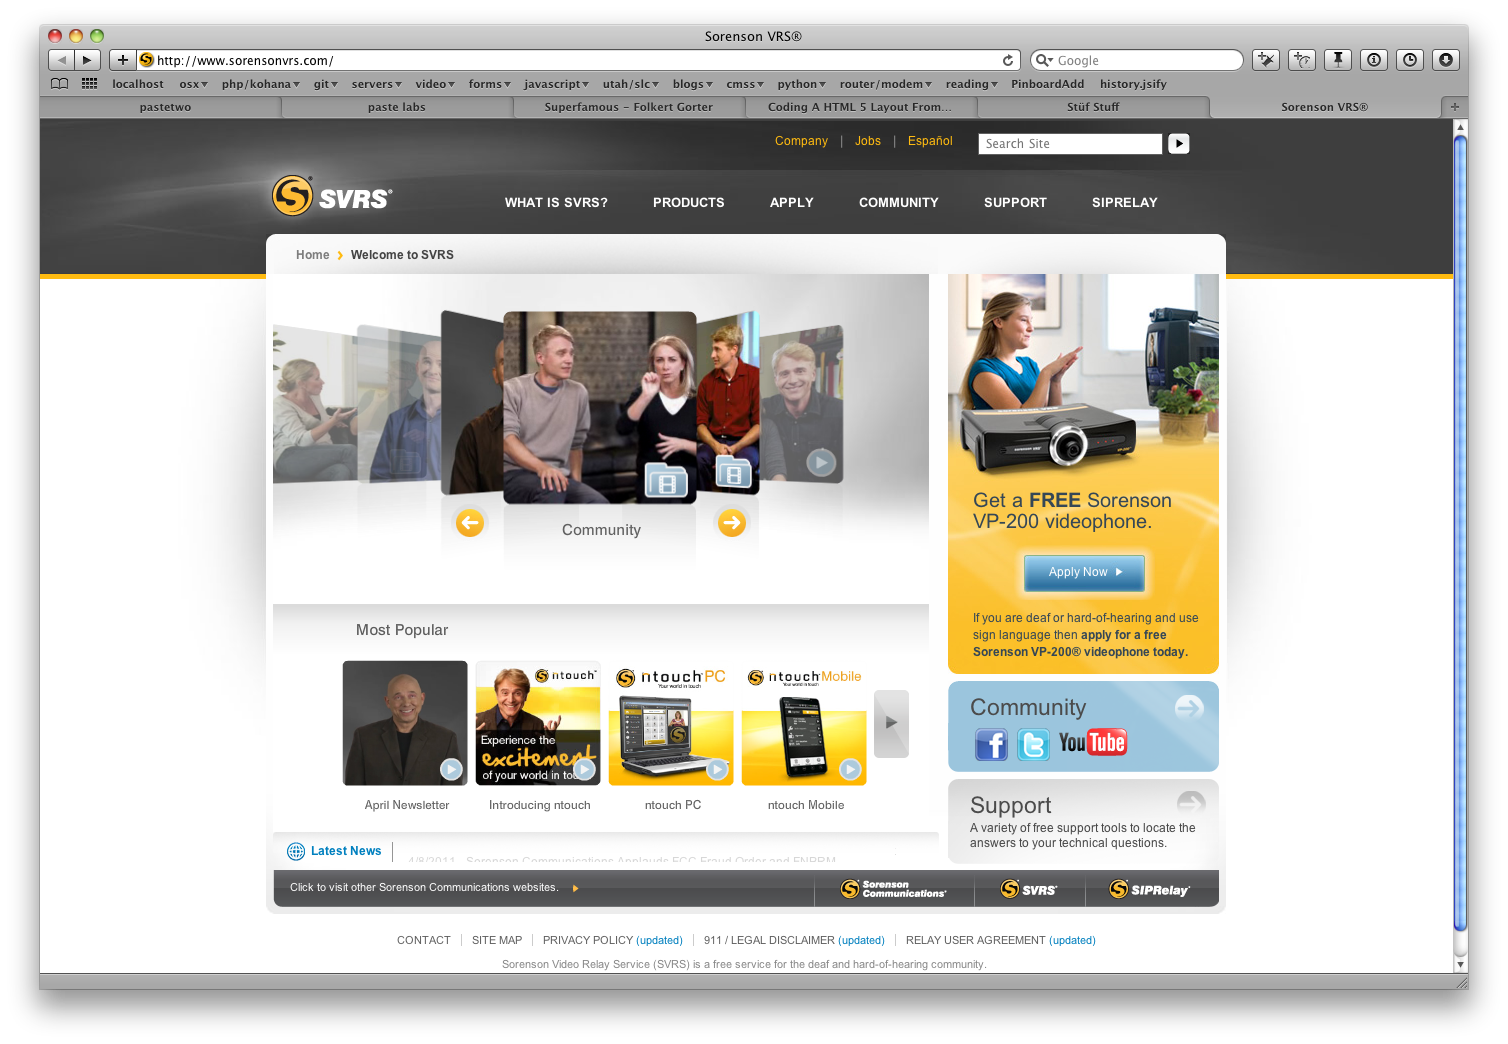 Sorenson VRS®
http://www.sorensonvrs.com/
Google
localhost osx php/kohana git servers video forms javascript utah/slc blogs cmss python router/modem reading PinboardAdd history.jsify
pastetwo
paste labs
Superfamous – Folkert Gorter
Coding A HTML 5 Layout From...
Stüf Stuff
Sorenson VRS®
Company | Jobs | Español
Search Site
SVRS®
WHAT IS SVRS? PRODUCTS APPLY COMMUNITY SUPPORT SIPRELAY
Home › Welcome to SVRS
Community
Get a FREE Sorenson
VP-200 videophone.
Apply Now
If you are deaf or hard-of-hearing and use
sign language then apply for a free
Sorenson VP-200® videophone today.
Most Popular
ntouch™
Experience the
excitement
of your world in
ntouch PC
Your world in touch
ntouch Mobile
Your world in touch
April Newsletter
Introducing ntouch
ntouch PC
ntouch Mobile
Community
f
t
YouTube
Support
A variety of free support tools to locate the
answers to your technical questions.
Latest News
4/8/2011 Sorenson Communications Applauds FCC Fraud Order and FNPRM
Click to visit other Sorenson Communications websites.
Sorenson
Communications®
SVRS®
SIPRelay®
CONTACT | SITE MAP | PRIVACY POLICY (updated) | 911 / LEGAL DISCLAIMER (updated) | RELAY USER AGREEMENT (updated)
Sorenson Video Relay Service (SVRS) is a free service for the deaf and hard-of-hearing community.